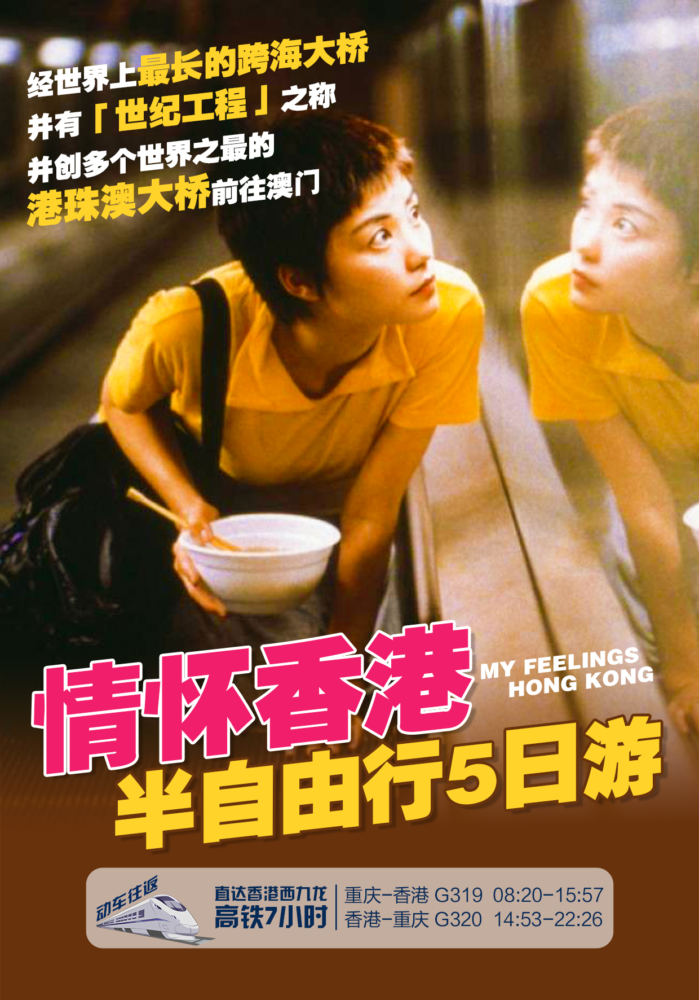 经世界上最长的跨海大桥
并有「世纪工程」之称
并创多个世界之最的
港珠澳大桥前往澳门
情怀香港
MY FEELINGS
HONG KONG
半自由行5日游
动车往返
直达香港西九龙
高铁7小时
重庆-香港 G319 08:20-15:57
香港-重庆 G320 14:53-22:26